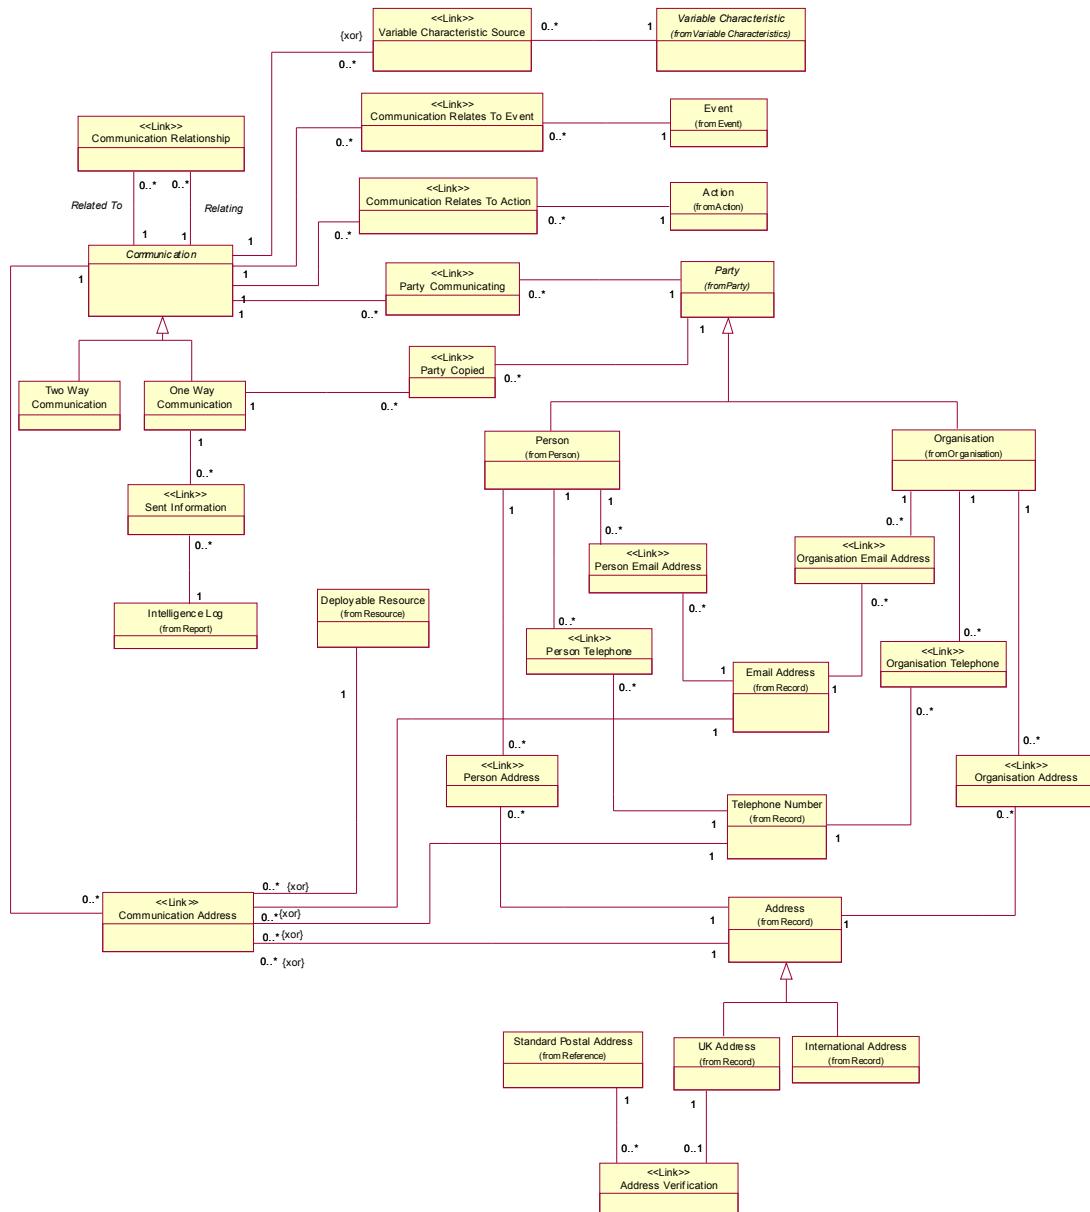 <<Link>>
Variable Characteristic Source
0..*
1
Variable Characteristic
(from Variable Characteristics)
{xor}
0..*
<<Link>>
Communication Relates To Event
0..*
0..*
1
Event
(from Event)
<<Link>>
Communication Relationship
0..*
0..*
Related To
Relating
1
1
1
<<Link>>
Communication Relates To Action
0..*
0..*
1
Action
(from Action)
Communication
1
1
1
1
<<Link>>
Party Communicating
0..*
0..*
1
Party
(from Party)
1
Two Way
Communication
One Way
Communication
1
0..*
<<Link>>
Party Copied
0..*
1
0..*
<<Link>>
Sent Information
0..*
1
Intelligence Log
(from Report)
Person
(from Person)
1
1
1
Organisation
(from Organisation)
1
1
1
0..*
<<Link>>
Person Email Address
0..*
0..*
<<Link>>
Organisation Email Address
0..*
Deployable Resource
(from Resource)
1
0..*
<<Link>>
Person Telephone
0..*
0..*
<<Link>>
Organisation Telephone
0..*
1
Email Address
(from Record)
1
1
0..*
<<Link>>
Person Address
0..*
0..*
<<Link>>
Organisation Address
0..*
Telephone Number
(from Record)
1
1
1
0..*
<<Link>>
Communication Address
0..* {xor}
0..* {xor}
0..* {xor}
0..* {xor}
Address
(from Record)
1
1
1
Standard Postal Address
(from Reference)
1
UK Address
(from Record)
1
International Address
(from Record)
0..*
0..1
<<Link>>
Address Verification